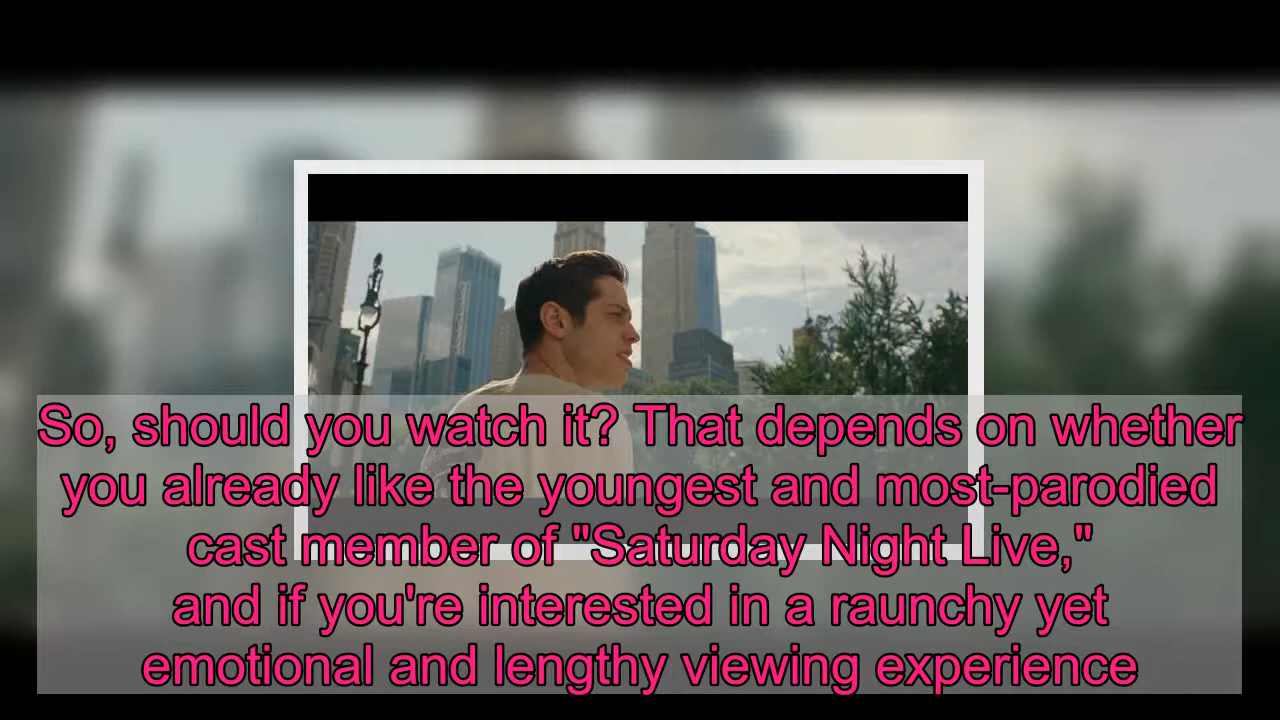 So, should you watch it? That depends on whether
you already like the youngest and most-parodied
cast member of "Saturday Night Live,"
and if you're interested in a raunchy yet
emotional and lengthy viewing experience